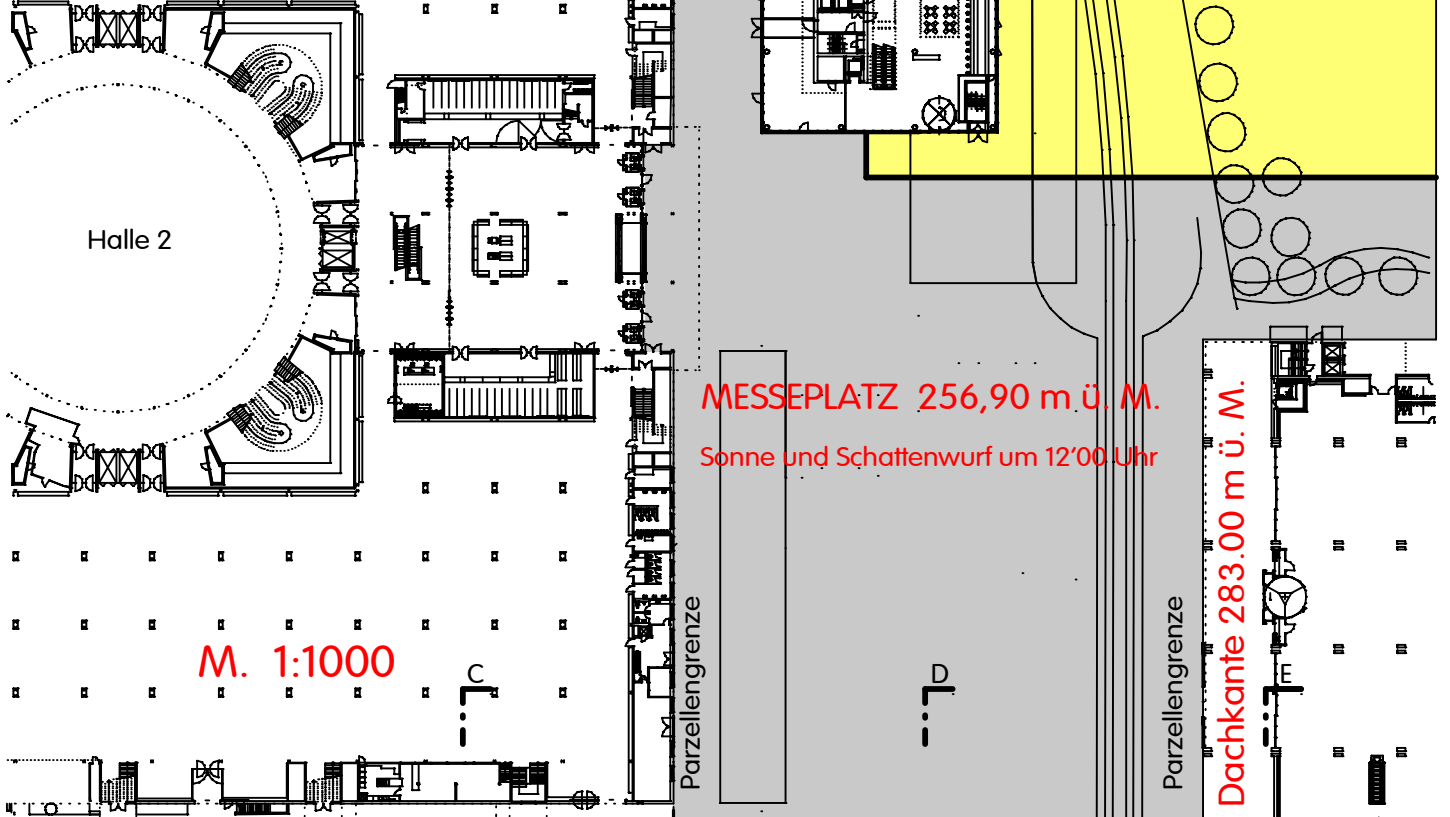 Halle 2
MESSEPLATZ 256,90 m ü. M.
Sonne und Schattenwurf um 12'00 Uhr
M. 1:1000
C
D
E
Parzellengrenze
Parzellengrenze
Dachkante 283.00 m ü. M.